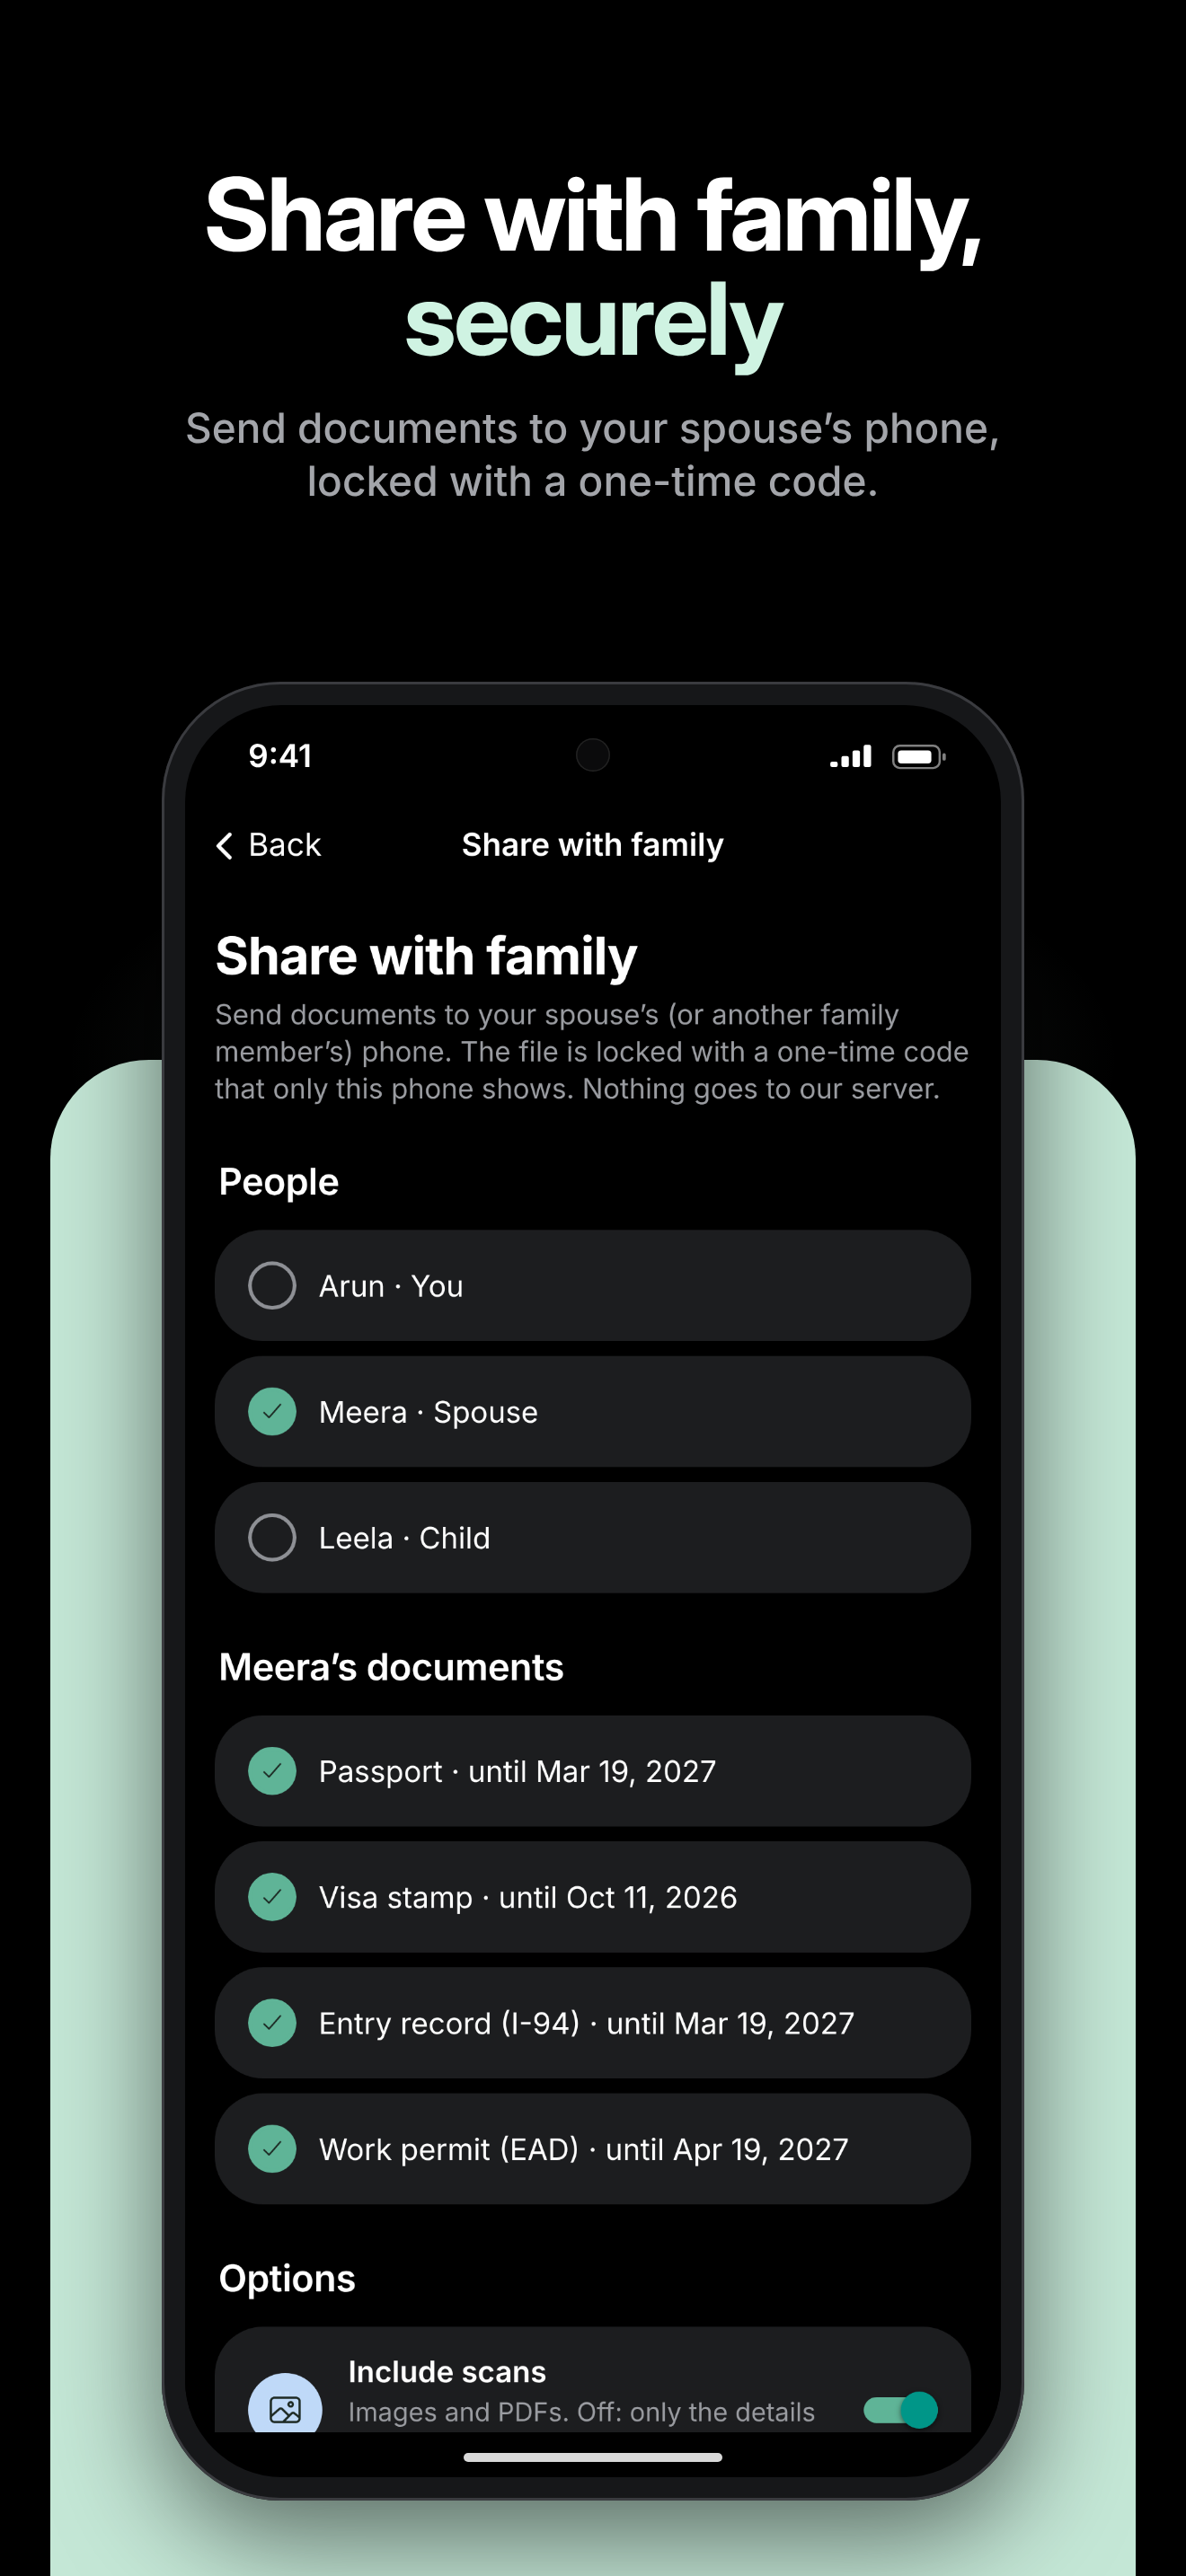 Share with family,
securely
Send documents to your spouse’s phone,
locked with a one-time code.
9:41
Back
Share with family
Share with family
Send documents to your spouse’s (or another family
member’s) phone. The file is locked with a one-time code
that only this phone shows. Nothing goes to our server.
People
Arun · You
Meera · Spouse
Leela · Child
Meera’s documents
Passport · until Mar 19, 2027
Visa stamp · until Oct 11, 2026
Entry record (I-94) · until Mar 19, 2027
Work permit (EAD) · until Apr 19, 2027
Options
Include scans
Images and PDFs. Off: only the details